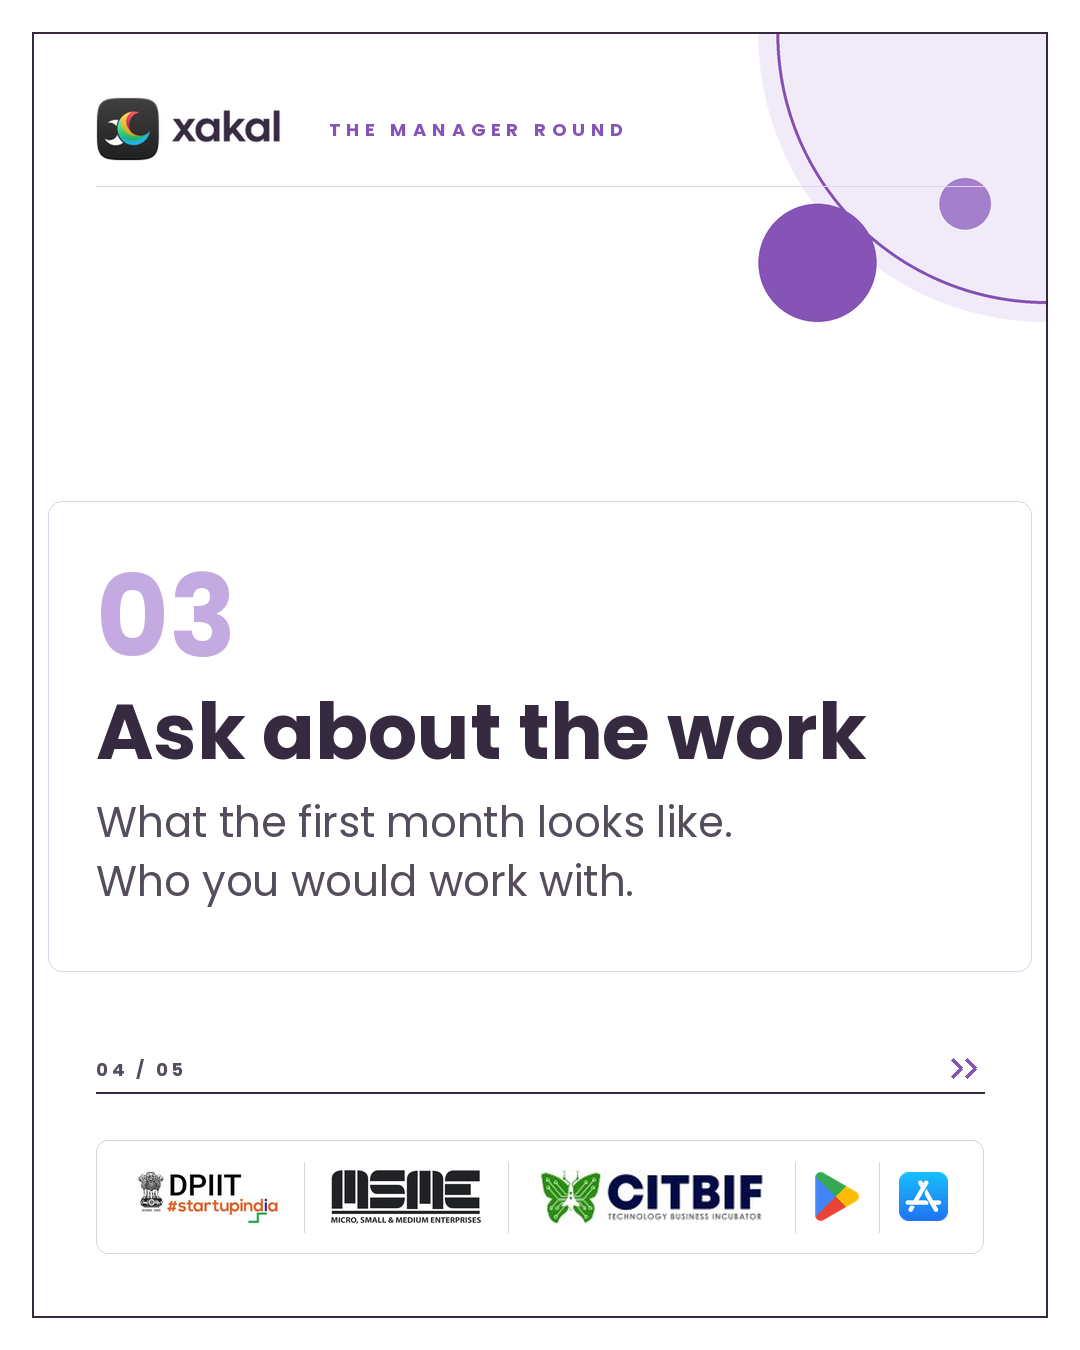 xakal
THE MANAGER ROUND
03
Ask about the work
What the first month looks like.
Who you would work with.
04 / 05
DPIIT
#startupindia
MSME
MICRO, SMALL & MEDIUM ENTERPRISES
CITBIF
TECHNOLOGY BUSINESS INCUBATOR